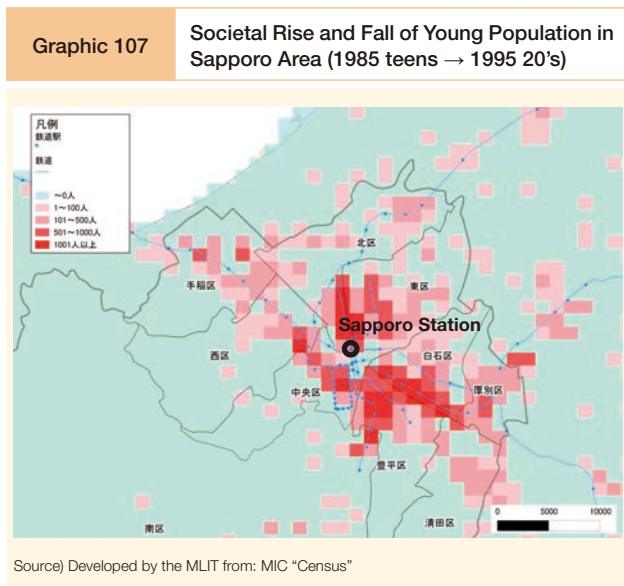 Graphic 107
Societal Rise and Fall of Young Population in
Sapporo Area (1985 teens → 1995 20’s)
凡例
鉄道駅
鉄道
～0人
1～100人
101～500人
501～1000人
1001人以上
北区
手稲区
東区
Sapporo Station
西区
白石区
中央区
厚別区
豊平区
清田区
南区
0 5000 10000
Source) Developed by the MLIT from: MIC “Census”